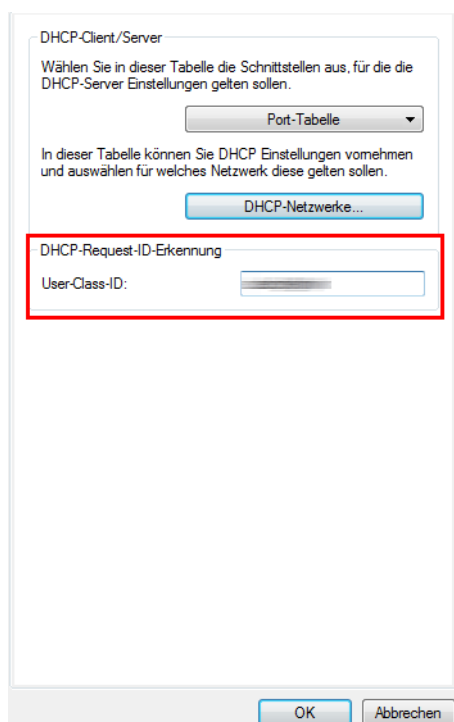 DHCP-Client/Server
Wählen Sie in dieser Tabelle die Schnittstellen aus, für die die
DHCP-Server Einstellungen gelten sollen.
Port-Tabelle
In dieser Tabelle können Sie DHCP Einstellungen vornehmen
und auswählen für welches Netzwerk diese gelten sollen.
DHCP-Netzwerke...
DHCP-Request-ID-Erkennung
User-Class-ID:
OK
Abbrechen